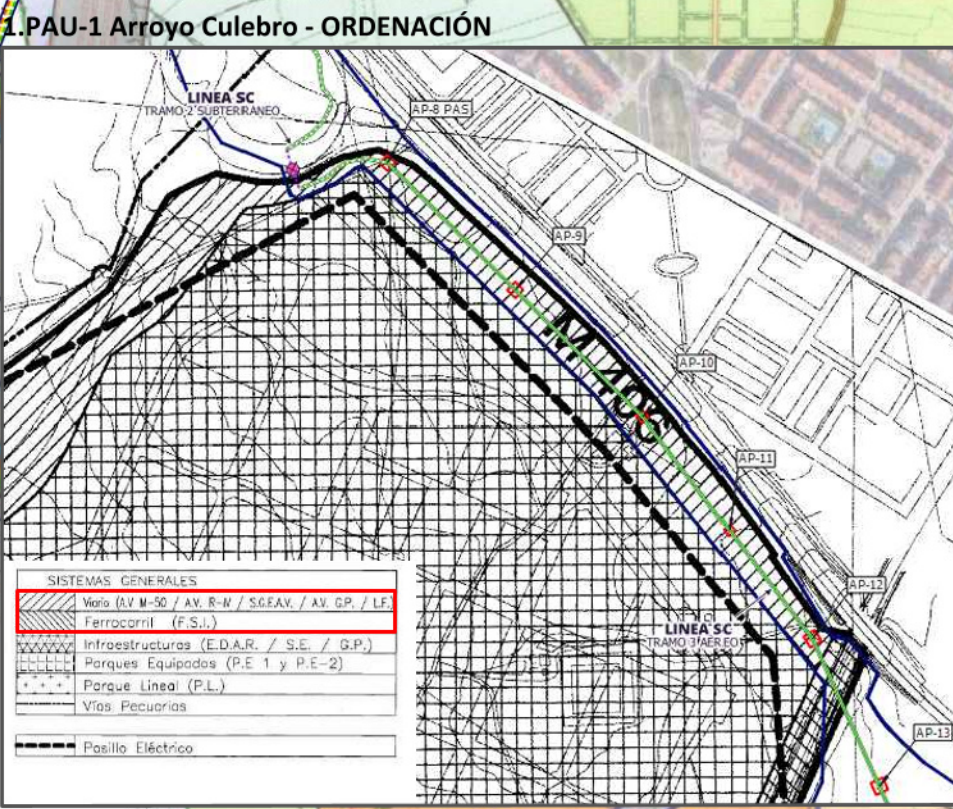 1.PAU-1 Arroyo Culebro - ORDENACIÓN
LINEA SC
TRAMO 2 SUBTERRANEO
AP-8 PAS
AP-9
M-406
AP-10
AP-11
AP-12
LINEA SC
TRAMO 3 AEREO
AP-13
SISTEMAS GENERALES
Viario (A.V. M-50 / A.V. R-IV / S.G.E.A.V. / A.V. G.P. / L.F.)
Ferrocarril (F.S.I.)
Infraestructuras (E.D.A.R. / S.E. / G.P.)
Parques Equipados (P.E 1 y P.E-2)
Parque Lineal (P.L.)
Vías Pecuarias
Pasillo Eléctrico